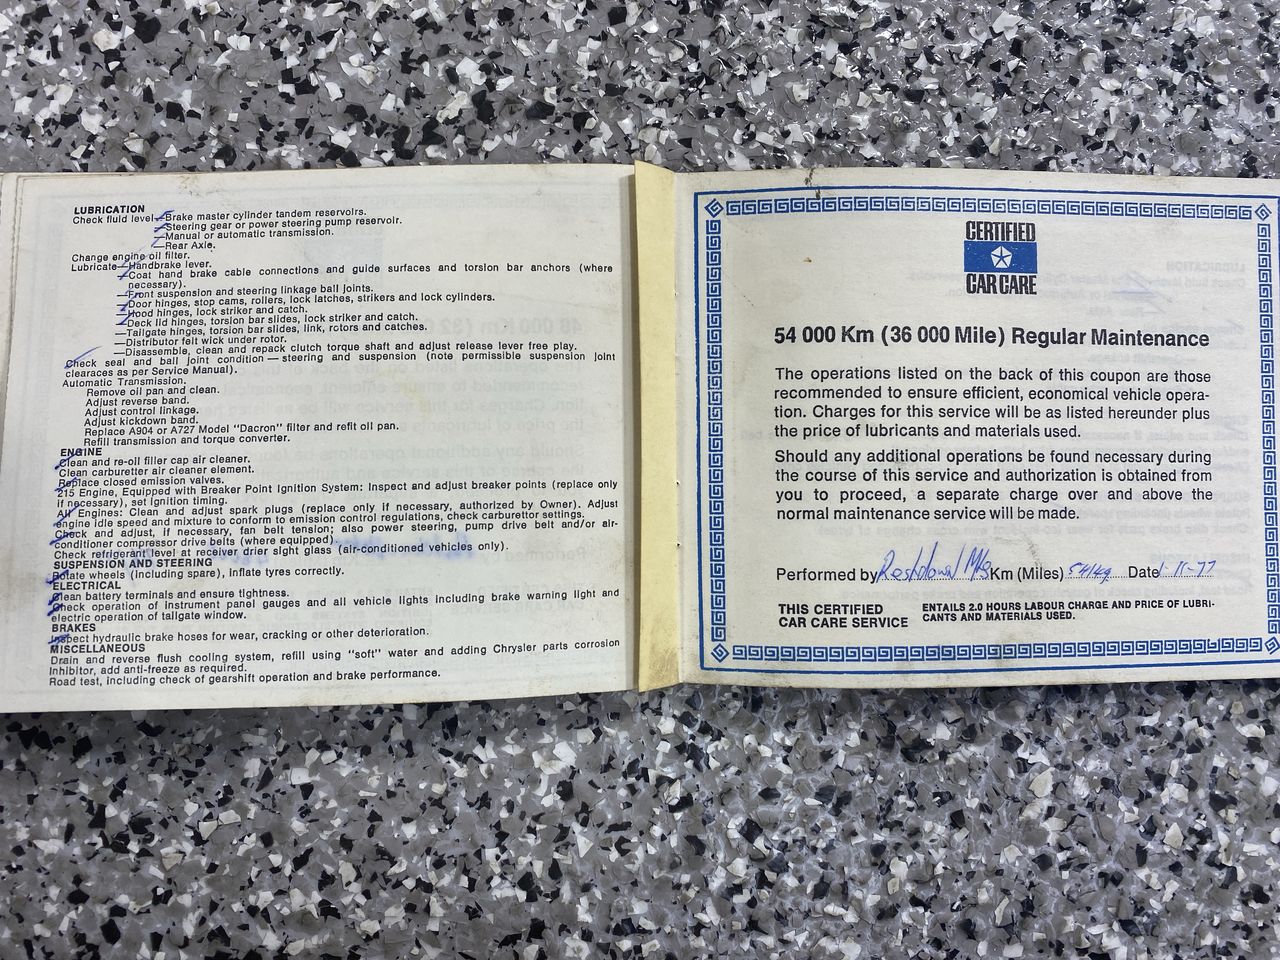 LUBRICATION
Check fluid level—Brake master cylinder tandem reservoirs.
—Steering gear or power steering pump reservoir.
—Manual or automatic transmission.
—Rear Axle.
Change engine oil filter.
Lubricate—Handbrake lever.
—Coat hand brake cable connections and guide surfaces and torsion bar anchors (where
necessary).
—Front suspension and steering linkage ball joints.
—Door hinges, stop cams, rollers, lock latches, strikers and lock cylinders.
—Hood hinges, lock striker and catch.
—Deck lid hinges, torsion bar slides, lock striker and catch.
—Tailgate hinges, torsion bar slides, link, rotors and catches.
—Distributor felt wick under rotor.
—Disassemble, clean and repack clutch torque shaft and adjust release lever free play.
Check seal and ball joint condition — steering and suspension (note permissible suspension joint
clearaces as per Service Manual).
Automatic Transmission.
Remove oil pan and clean.
Adjust reverse band.
Adjust control linkage.
Adjust kickdown band.
Replace A904 or A727 Model "Dacron" filter and refit oil pan.
Refill transmission and torque converter.
ENGINE
Clean and re-oil filler cap air cleaner.
Clean carburetter air cleaner element.
Replace closed emission valves.
215 Engine, Equipped with Breaker Point Ignition System: Inspect and adjust breaker points (replace only
if necessary), set ignition timing.
All Engines: Clean and adjust spark plugs (replace only if necessary, authorized by Owner). Adjust
engine idle speed and mixture to conform to emission control regulations, check carburettor settings.
Check and adjust, if necessary, fan belt tension; also power steering, pump drive belt and/or air-
conditioner compressor drive belts (where equipped).
Check refrigerant level at receiver drier sight glass (air-conditioned vehicles only).
SUSPENSION AND STEERING
Rotate wheels (including spare), inflate tyres correctly.
ELECTRICAL
Clean battery terminals and ensure tightness.
Check operation of instrument panel gauges and all vehicle lights including brake warning light and
electric operation of tailgate window.
BRAKES
Inspect hydraulic brake hoses for wear, cracking or other deterioration.
MISCELLANEOUS
Drain and reverse flush cooling system, refill using "soft" water and adding Chrysler parts corrosion
Inhibitor, add anti-freeze as required.
Road test, including check of gearshift operation and brake performance.
CERTIFIED
CAR CARE
54 000 Km (36 000 Mile) Regular Maintenance
The operations listed on the back of this coupon are those
recommended to ensure efficient, economical vehicle opera-
tion. Charges for this service will be as listed hereunder plus
the price of lubricants and materials used.
Should any additional operations be found necessary during
the course of this service and authorization is obtained from
you to proceed, a separate charge over and above the
normal maintenance service will be made.
Performed by Km (Miles) Date 1-11-77
THIS CERTIFIED ENTAILS 2.0 HOURS LABOUR CHARGE AND PRICE OF LUBRI-
CAR CARE SERVICE CANTS AND MATERIALS USED.